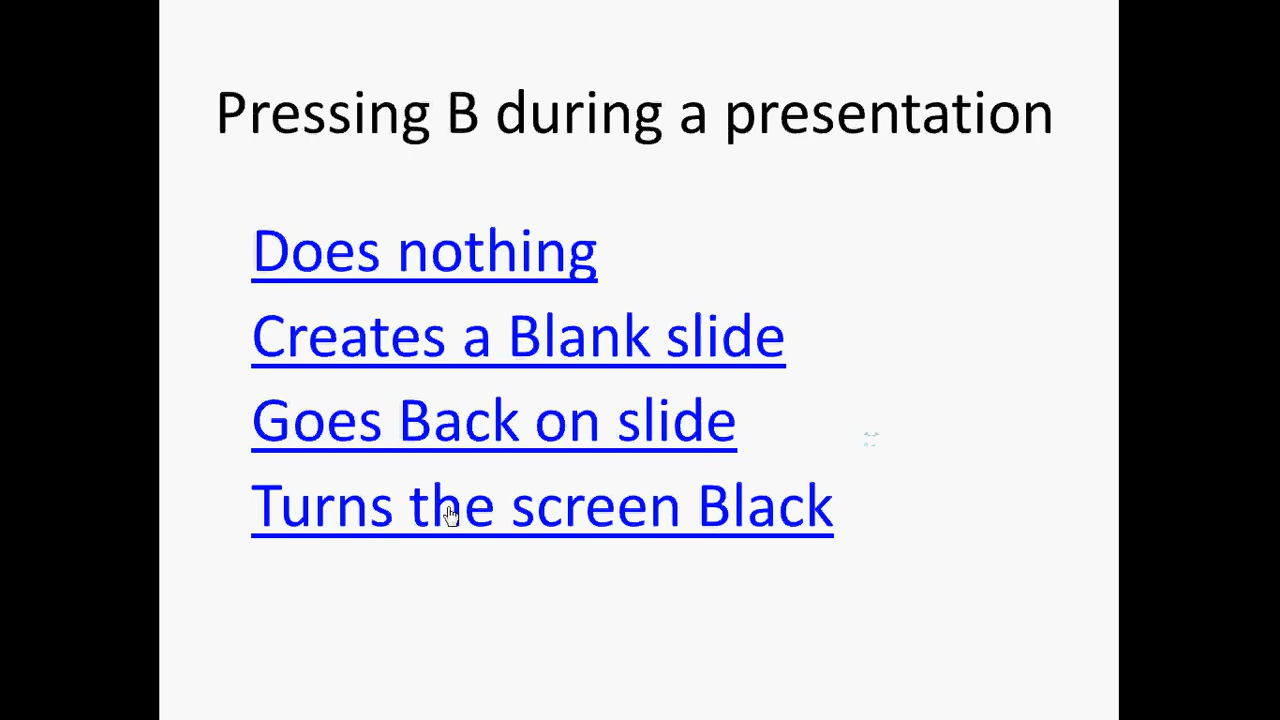 Pressing B during a presentation
Does nothing
Creates a Blank slide
Goes Back on slide
Turns the screen Black